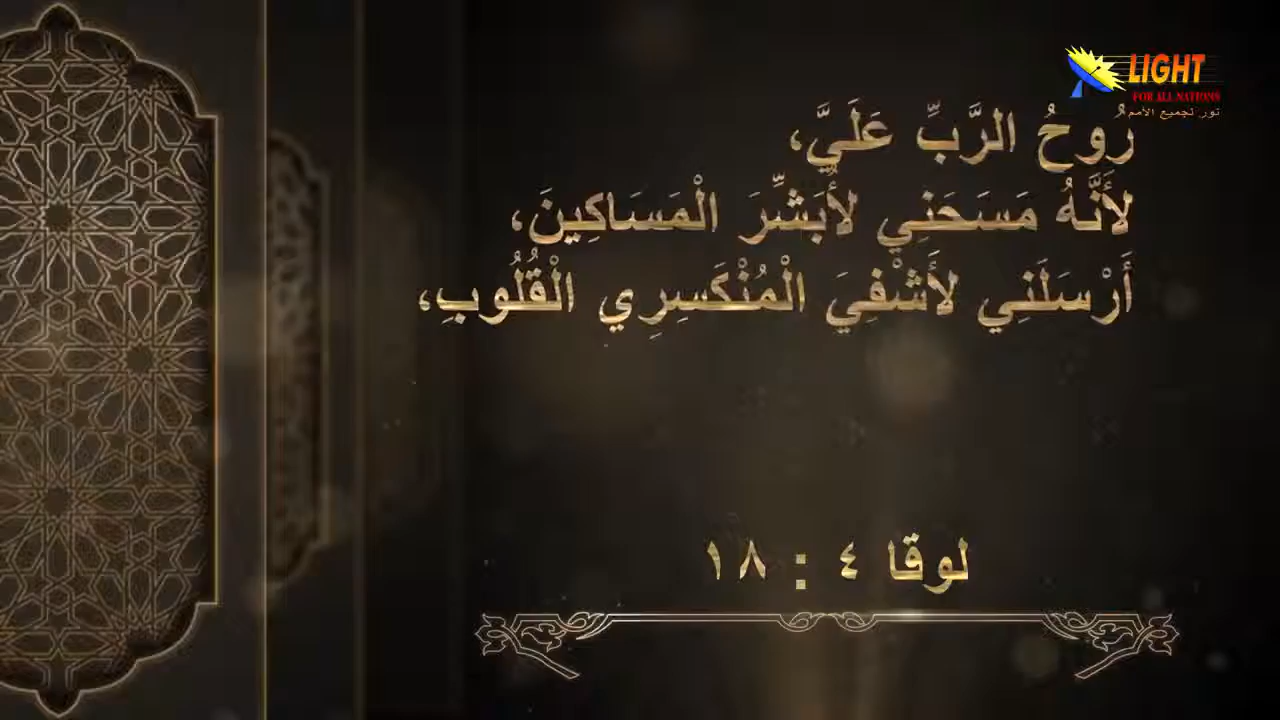 LIGHT
FOR ALL NATIONS
نور لجميع الأمم
رُوحُ الرَّبِّ عَلَيَّ،
لأَنَّهُ مَسَحَنِي لأُبَشِّرَ الْمَسَاكِينَ،
أَرْسَلَنِي لأَشْفِيَ الْمُنْكَسِرِي الْقُلُوبِ،
لوقا ٤ : ١٨